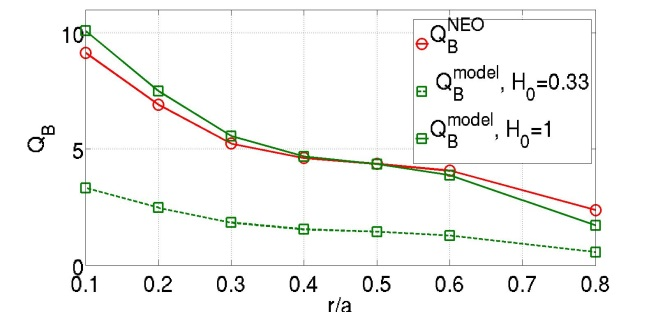 10
5
0
Q_B
0.1 0.2 0.3 0.4 0.5 0.6 0.7 0.8
r/a
Q_B^NEO
Q_B^model, H_0=0.33
Q_B^model, H_0=1